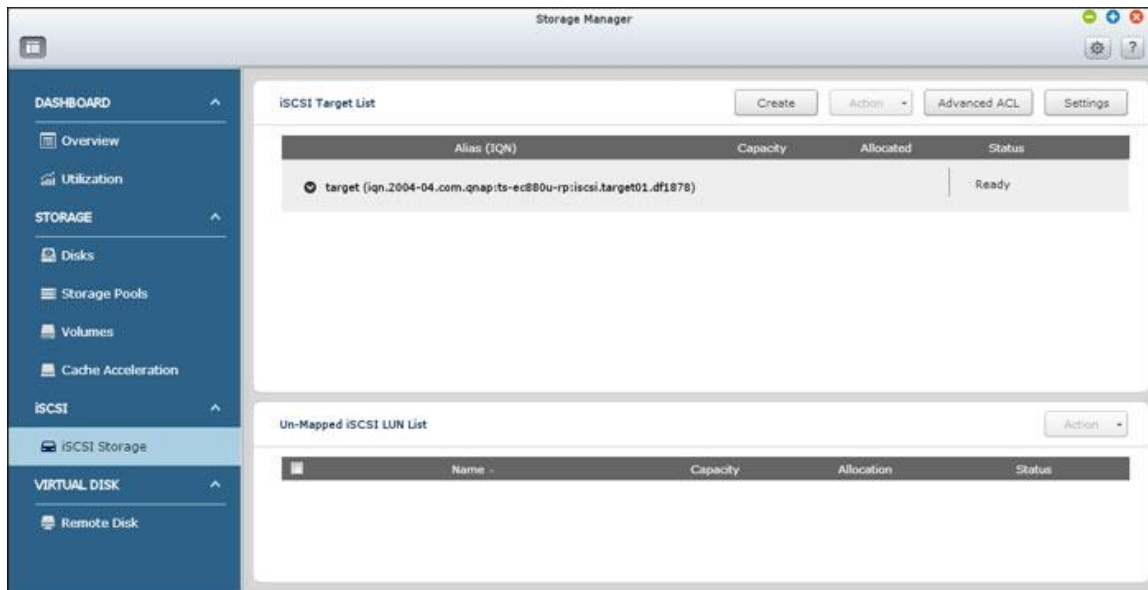 Storage Manager
?
DASHBOARD
Overview
Utilization
STORAGE
Disks
Storage Pools
Volumes
Cache Acceleration
iSCSI
iSCSI Storage
VIRTUAL DISK
Remote Disk
iSCSI Target List
Create
Action
Advanced ACL
Settings
Alias (IQN) Capacity Allocated Status
target (iqn.2004-04.com.qnap:ts-ec880u-rp:iscsi.target01.df1878) Ready
Un-Mapped iSCSI LUN List
Action
Name Capacity Allocation Status